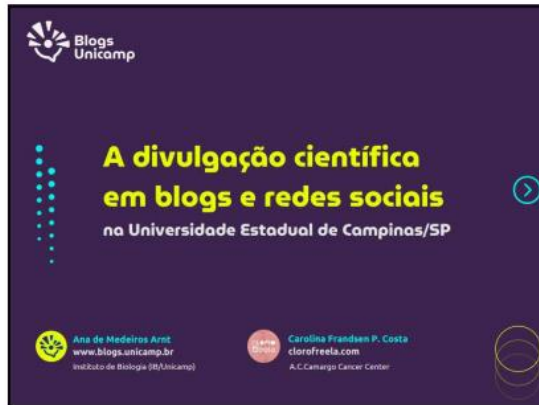 Blogs
Unicamp
A divulgação científica
em blogs e redes sociais
na Universidade Estadual de Campinas/SP
Ana de Medeiros Arnt
www.blogs.unicamp.br
Instituto de Biologia (IB/Unicamp)
Carolina Frandsen P. Costa
clorofreela.com
A.C.Camargo Cancer Center